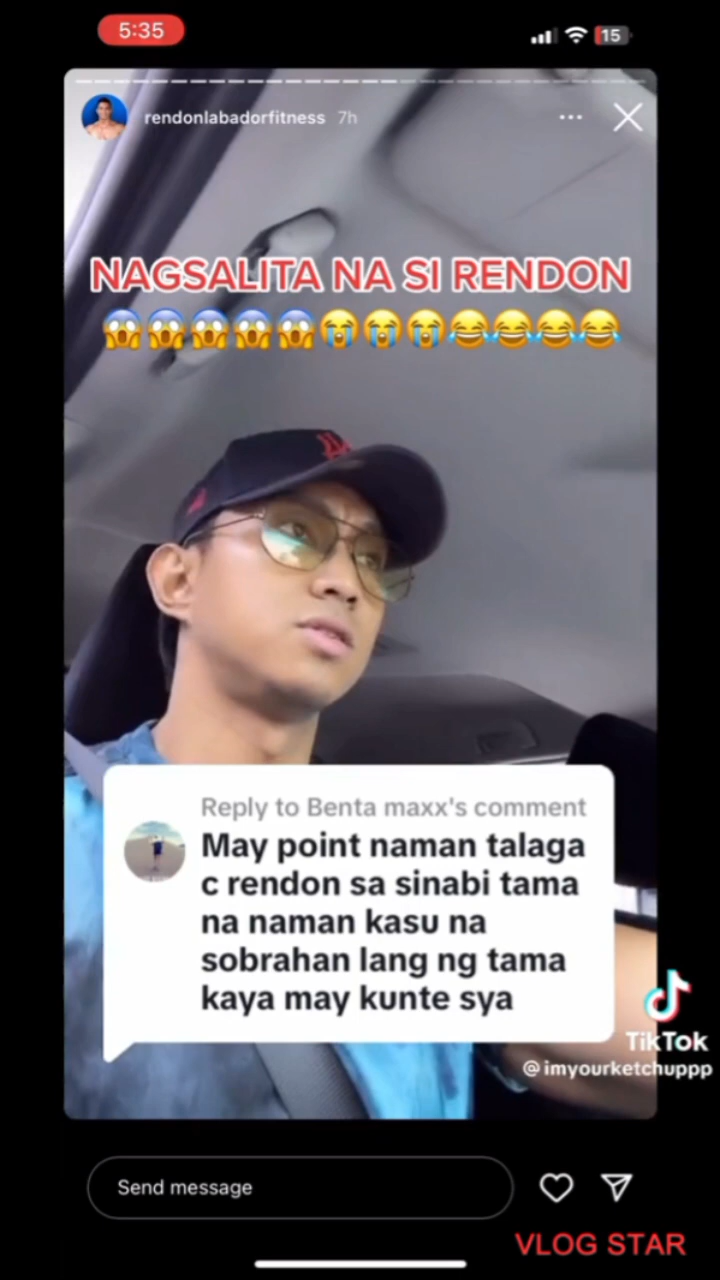 5:35
15
rendonlabadorfitness 7h
NAGSALITA NA SI RENDON
😱😱😱😱😱😭😭😭😂😂😂😂
Reply to Benta maxx's comment
May point naman talaga
c rendon sa sinabi tama
na naman kasu na
sobrahan lang ng tama
kaya may kunte sya
TikTok
@imyourketchuppp
Send message
VLOG STAR